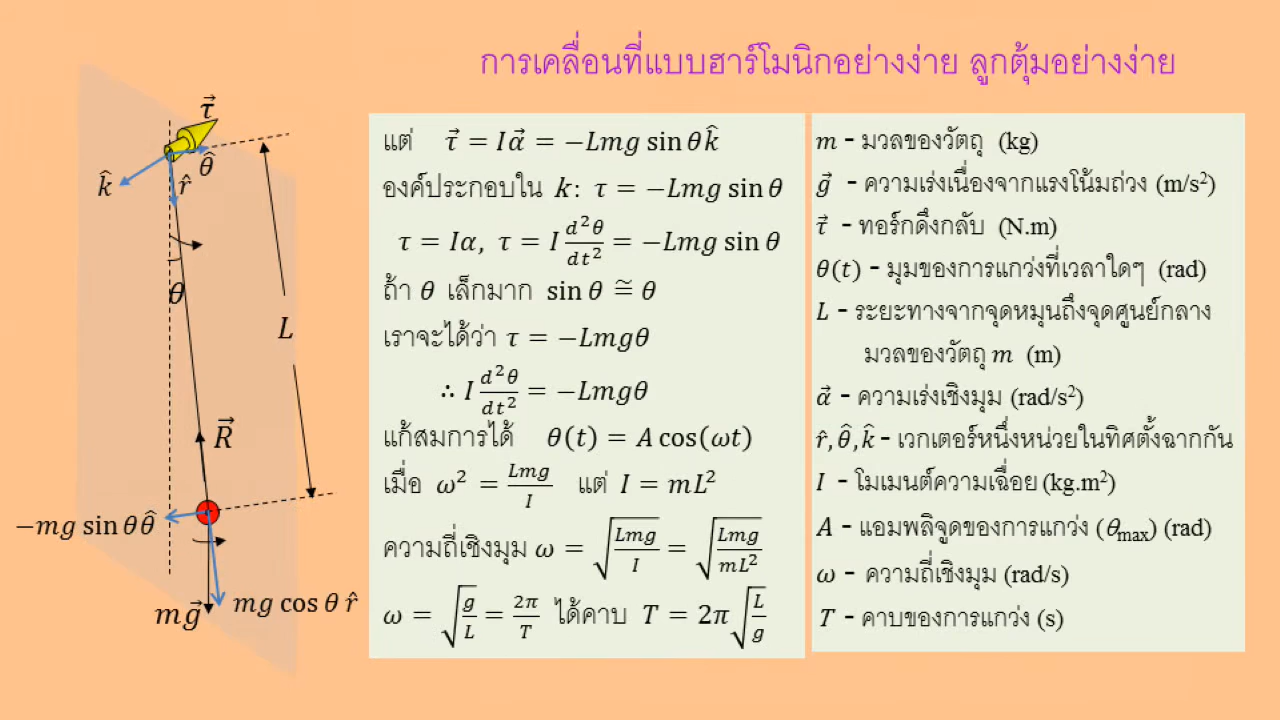 การเคลื่อนที่แบบฮาร์โมนิกอย่างง่าย ลูกตุ้มอย่างง่าย
τ⃗
θ̂
k̂
r̂
θ
L
R⃗
−mg sin θ θ̂
mg⃗
mg cos θ r̂
แต่ τ⃗ = Iα⃗ = −Lmg sin θ k̂
องค์ประกอบใน k: τ = −Lmg sin θ
τ = Iα, τ = I d²θ/dt² = −Lmg sin θ
ถ้า θ เล็กมาก sin θ ≅ θ
เราจะได้ว่า τ = −Lmgθ
∴ I d²θ/dt² = −Lmgθ
แก้สมการได้ θ(t) = A cos(ωt)
เมื่อ ω² = Lmg/I แต่ I = mL²
ความถี่เชิงมุม ω = √(Lmg/I) = √(Lmg/mL²)
ω = √(g/L) = 2π/T ได้คาบ T = 2π√(L/g)
m - มวลของวัตถุ (kg)
g⃗ - ความเร่งเนื่องจากแรงโน้มถ่วง (m/s²)
τ⃗ - ทอร์กดึงกลับ (N.m)
θ(t) - มุมของการแกว่งที่เวลาใดๆ (rad)
L - ระยะทางจากจุดหมุนถึงจุดศูนย์กลาง
มวลของวัตถุ m (m)
α⃗ - ความเร่งเชิงมุม (rad/s²)
r̂, θ̂, k̂ - เวกเตอร์หนึ่งหน่วยในทิศตั้งฉากกัน
I - โมเมนต์ความเฉื่อย (kg.m²)
A - แอมพลิจูดของการแกว่ง (θmax) (rad)
ω - ความถี่เชิงมุม (rad/s)
T - คาบของการแกว่ง (s)